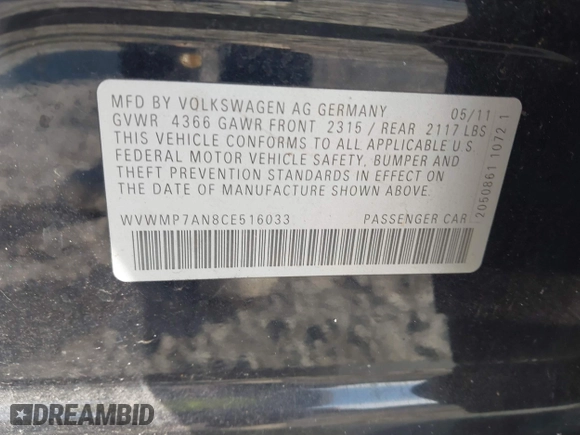 MFD BY VOLKSWAGEN AG GERMANY 05/11
GVWR 4366 GAWR FRONT 2315 / REAR 2117 LBS
THIS VEHICLE CONFORMS TO ALL APPLICABLE U.S.
FEDERAL MOTOR VEHICLE SAFETY, BUMPER AND
THEFT PREVENTION STANDARDS IN EFFECT ON
THE DATE OF MANUFACTURE SHOWN ABOVE.
WVWMP7AN8CE516033 PASSENGER CAR
2050861 1072 1
DREAMBID